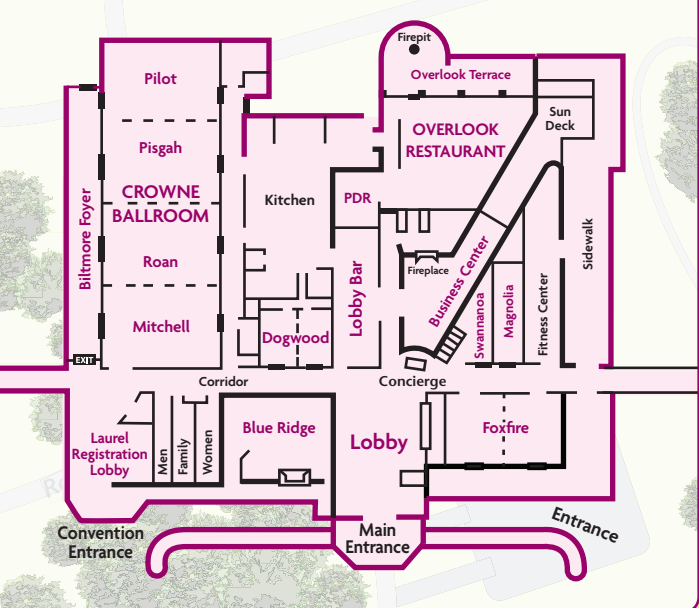 Firepit
Overlook Terrace
Pilot
Sun
Deck
OVERLOOK
RESTAURANT
Pisgah
CROWNE
BALLROOM
Kitchen
PDR
Biltmore Foyer
Sidewalk
Roan
Fireplace
Business Center
Lobby Bar
Swannanoa
Magnolia
Fitness Center
Mitchell
Dogwood
EXIT
Corridor
Concierge
Laurel
Registration
Lobby
Men
Family
Women
Blue Ridge
Lobby
Foxfire
Convention
Entrance
Main
Entrance
Entrance